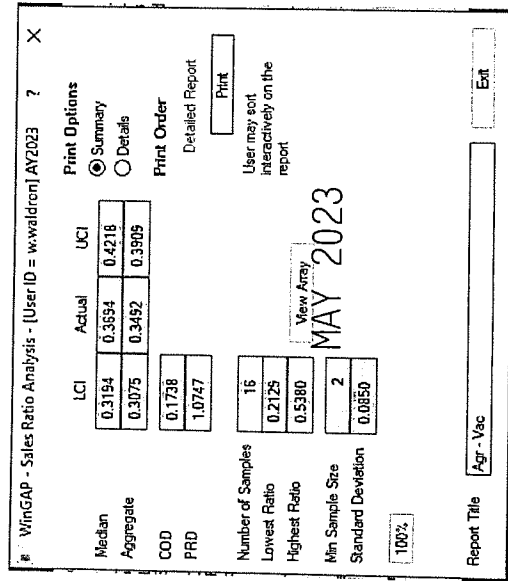 WinGAP - Sales Ratio Analysis - [User ID = w.waldron] AY2023 ? X
LCI Actual UCI
Median 0.3194 0.3694 0.4218
Aggregate 0.3075 0.3492 0.3909
COD 0.1738
PRD 1.0747
Number of Samples 16
Lowest Ratio 0.2129
Highest Ratio 0.5380
Min Sample Size 2
Standard Deviation 0.0850
100%
View Array
MAY 2023
Print Options
Summary
Details
Print Order
Detailed Report
Print
User may sort
interactively on the
report
Report Title Agr - Vac Exit